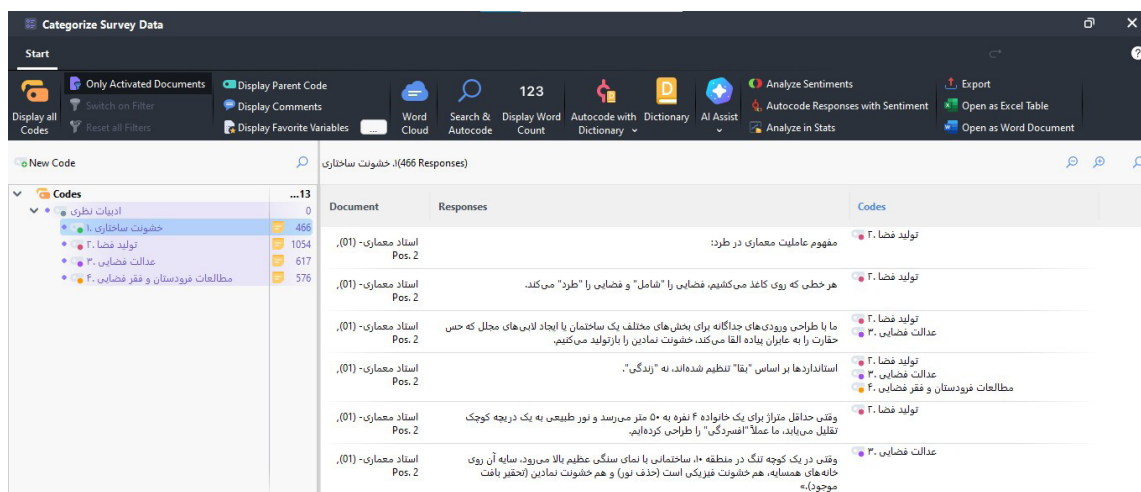 Categorize Survey Data
Start
Display all Codes
Only Activated Documents
Switch on Filter
Reset all Filters
Display Parent Code
Display Comments
Display Favorite Variables ...
Word Cloud
Search & Autocode
123
Display Word Count
Autocode with Dictionary
Dictionary
AI Assist
Analyze Sentiments
Autocode Responses with Sentiment
Analyze in Stats
Export
Open as Excel Table
Open as Word Document
New Code
Codes ...13
ادبیات نظری 0
۱. خشونت ساختاری 466
۲. تولید فضا 1054
۳. عدالت فضایی 617
۴. مطالعات فرودستان و فقر فضایی 576
۱. خشونت ساختاری(466 Responses)
Document Responses Codes
استاد معماری- (01),
Pos. 2
مفهوم عاملیت معماری در طرد:
۲. تولید فضا
استاد معماری- (01),
Pos. 2
هر خطی که روی کاغذ می‌کشیم، فضایی را "شامل" و فضایی را "طرد" می‌کند.
۲. تولید فضا
استاد معماری- (01),
Pos. 2
ما با طراحی ورودی‌های جداگانه برای بخش‌های مختلف یک ساختمان یا ایجاد لابی‌های مجلل که حس
حقارت را به عابران پیاده القا می‌کند، خشونت نمادین را بازتولید می‌کنیم.
۲. تولید فضا
۳. عدالت فضایی
استاد معماری- (01),
Pos. 2
استانداردها بر اساس "بقا" تنظیم شده‌اند، نه "زندگی".
۲. تولید فضا
۳. عدالت فضایی
۴. مطالعات فرودستان و فقر فضایی
استاد معماری- (01),
Pos. 2
وقتی حداقل متراژ برای یک خانواده ۴ نفره به ۵۰ متر می‌رسد و نور طبیعی به یک دریچه کوچک
تقلیل می‌یابد، ما عملاً "افسردگی" را طراحی کرده‌ایم.
۲. تولید فضا
استاد معماری- (01),
Pos. 2
وقتی در یک کوچه تنگ در منطقه ۱۰، ساختمانی با نمای سنگی عظیم بالا می‌رود، سایه آن روی
خانه‌های همسایه، هم خشونت فیزیکی است (حذف نور) و هم خشونت نمادین (تحقیر بافت
موجود).»
۳. عدالت فضایی